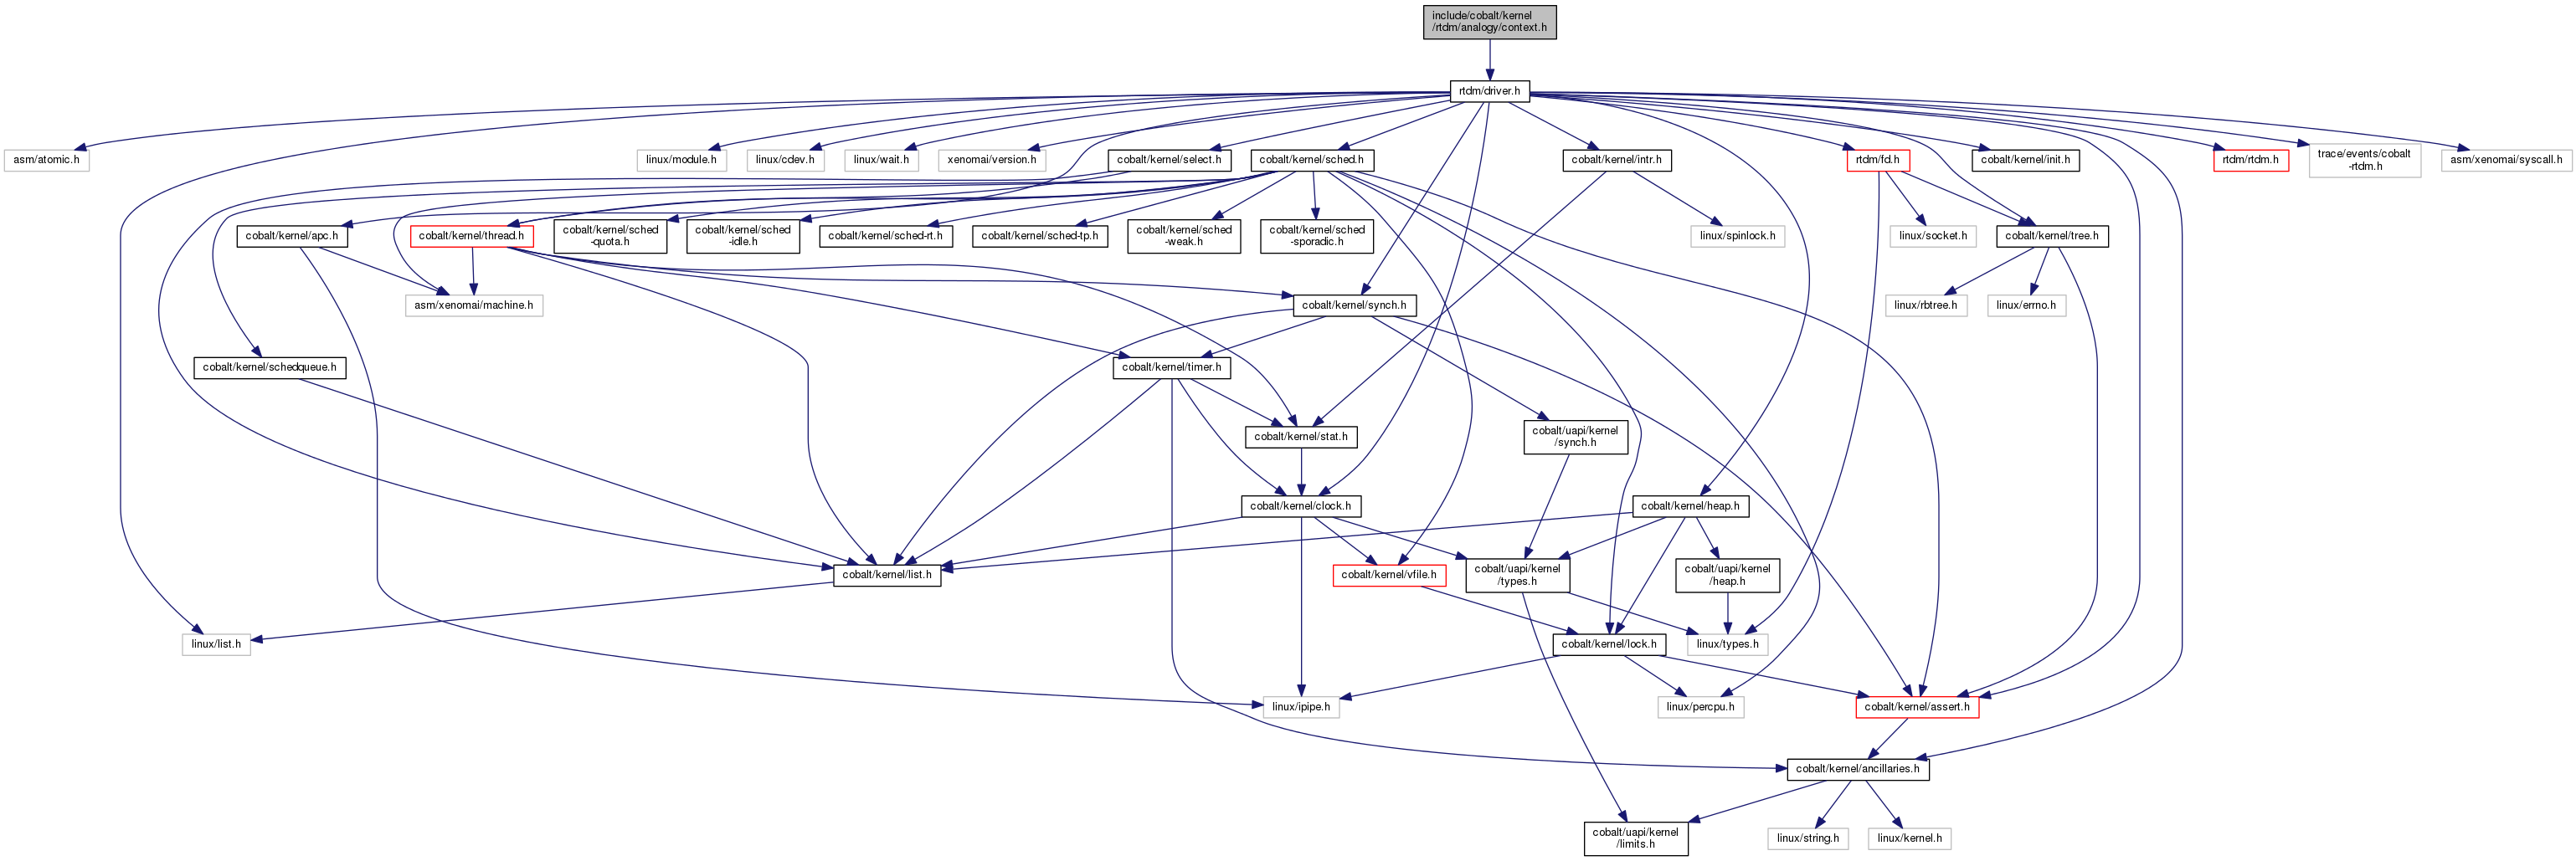 include/cobalt/kernel
/rtdm/analogy/context.h
rtdm/driver.h
asm/atomic.h
linux/module.h
linux/cdev.h
linux/wait.h
xenomai/version.h
cobalt/kernel/select.h
cobalt/kernel/sched.h
cobalt/kernel/intr.h
rtdm/fd.h
cobalt/kernel/init.h
rtdm/rtdm.h
trace/events/cobalt
-rtdm.h
asm/xenomai/syscall.h
cobalt/kernel/apc.h
cobalt/kernel/thread.h
cobalt/kernel/sched
-quota.h
cobalt/kernel/sched
-idle.h
cobalt/kernel/sched-rt.h
cobalt/kernel/sched-tp.h
cobalt/kernel/sched
-weak.h
cobalt/kernel/sched
-sporadic.h
linux/spinlock.h
linux/socket.h
cobalt/kernel/tree.h
asm/xenomai/machine.h
cobalt/kernel/synch.h
linux/rbtree.h
linux/errno.h
cobalt/kernel/schedqueue.h
cobalt/kernel/timer.h
cobalt/kernel/stat.h
cobalt/uapi/kernel
/synch.h
cobalt/kernel/clock.h
cobalt/kernel/heap.h
cobalt/kernel/list.h
cobalt/kernel/vfile.h
cobalt/uapi/kernel
/types.h
cobalt/uapi/kernel
/heap.h
linux/list.h
cobalt/kernel/lock.h
linux/types.h
linux/ipipe.h
linux/percpu.h
cobalt/kernel/assert.h
cobalt/kernel/ancillaries.h
cobalt/uapi/kernel
/limits.h
linux/string.h
linux/kernel.h